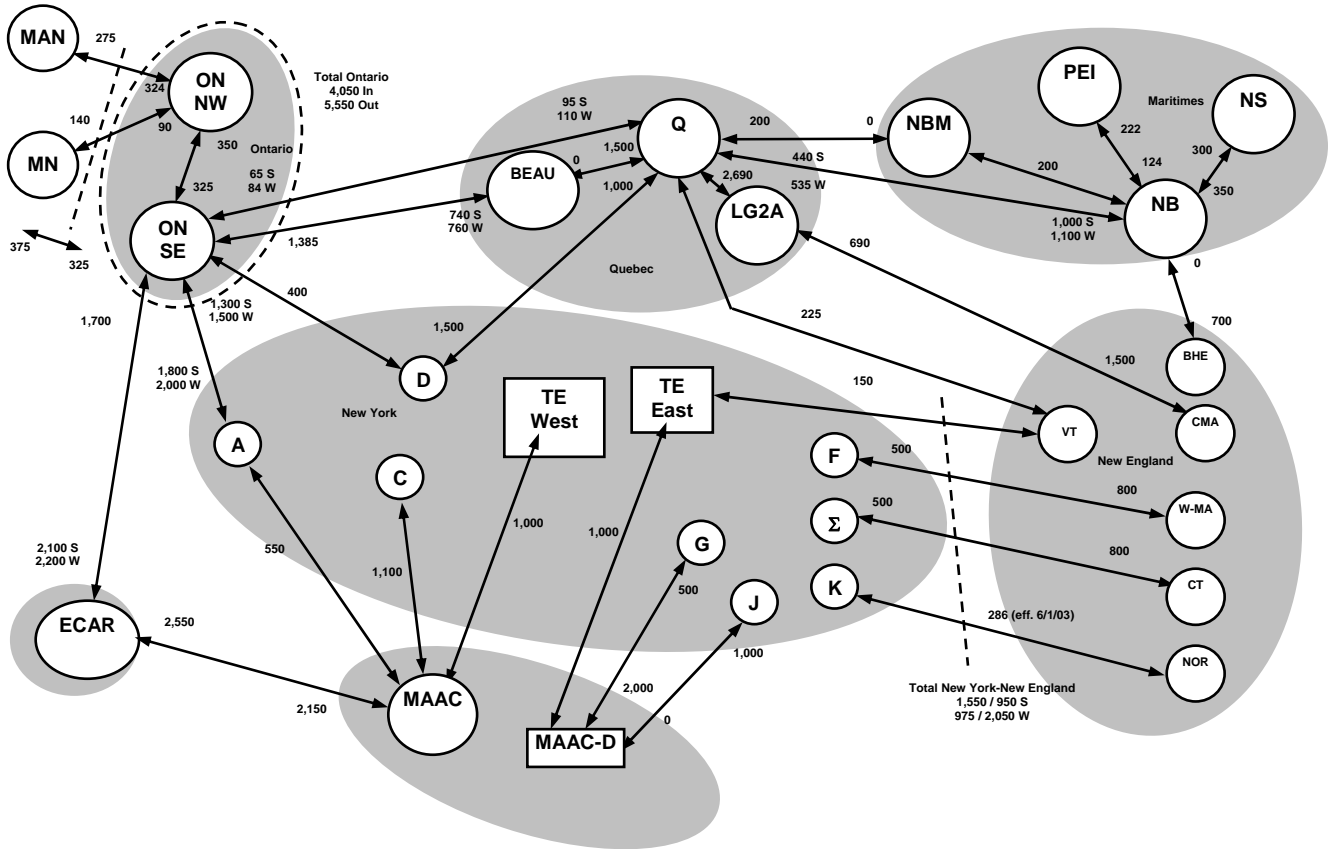 MAN
275
324
ON
NW
Total Ontario
4,050 In
5,550 Out
140
90
MN
350
Ontario
325
65 S
84 W
ON
SE
375
325
95 S
110 W
Q
200
0
NBM
PEI
Maritimes
NS
222
300
200
124
350
NB
1,000 S
1,100 W
0
0
1,500
BEAU
1,000
2,690
440 S
535 W
LG2A
740 S
760 W
1,385
Quebec
690
400
1,300 S
1,500 W
1,700
1,500
225
700
BHE
1,500
1,800 S
2,000 W
D
New York
TE
West
TE
East
150
VT
CMA
New England
A
C
F
500
800
W-MA
Σ
500
800
CT
K
286 (eff. 6/1/03)
NOR
1,000
1,000
G
500
550
1,100
J
1,000
2,100 S
2,200 W
ECAR
2,550
2,150
MAAC
2,000
0
MAAC-D
Total New York-New England
1,550 / 950 S
975 / 2,050 W